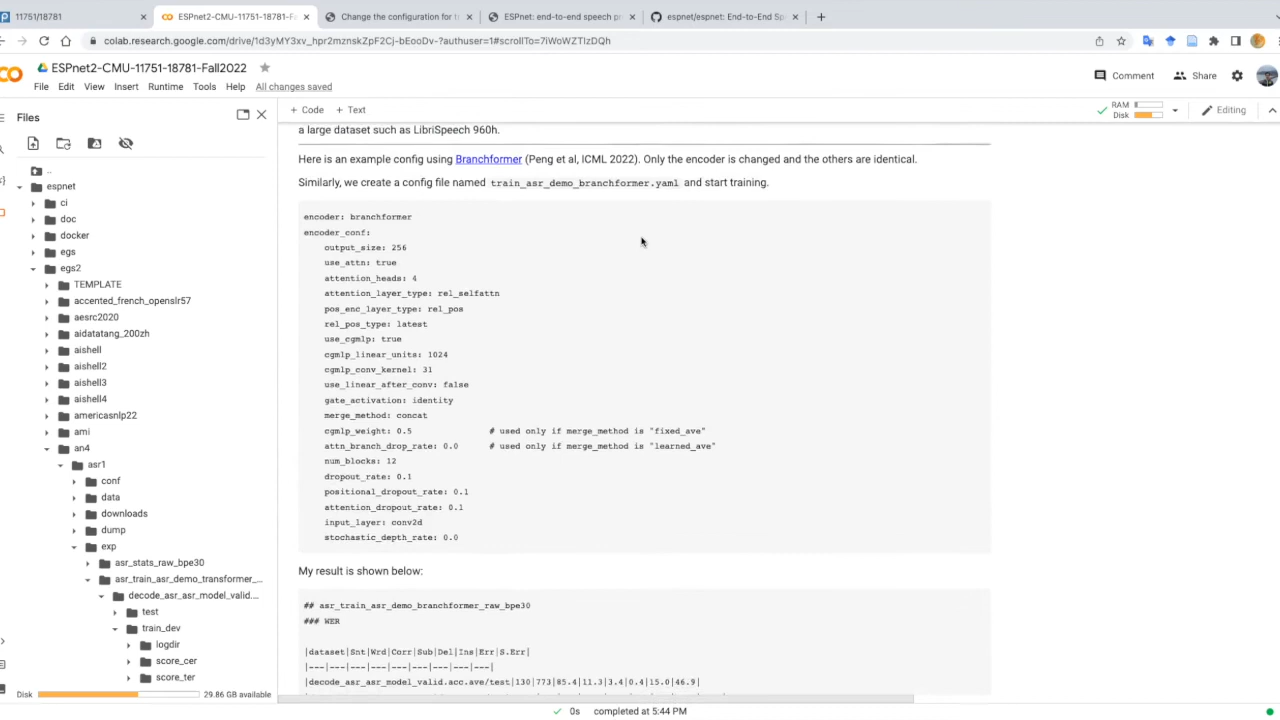 11751/18781
ESPnet2-CMU-11751-18781-F
Change the configuration for t
ESPnet: end-to-end speech pr
espnet/espnet: End-to-End Sp
colab.research.google.com/drive/1d3yMY3xv_hpr2mznskZpF2Cj-bEooDv-?authuser=1#scrollTo=7iWoWZTIzDQh
ESPnet2-CMU-11751-18781-Fall2022
File Edit View Insert Runtime Tools Help All changes saved
Comment Share
Files
+ Code + Text
RAM
Disk
Editing
..
espnet
ci
doc
docker
egs
egs2
TEMPLATE
accented_french_openslr57
aesrc2020
aidatatang_200zh
aishell
aishell2
aishell3
aishell4
americasnlp22
ami
an4
asr1
conf
data
downloads
dump
exp
asr_stats_raw_bpe30
asr_train_asr_demo_transformer_...
decode_asr_asr_model_valid....
test
train_dev
logdir
score_cer
score_ter
Disk 29.86 GB available
a large dataset such as LibriSpeech 960h.
Here is an example config using Branchformer (Peng et al, ICML 2022). Only the encoder is changed and the others are identical.
Similarly, we create a config file named train_asr_demo_branchformer.yaml and start training.
encoder: branchformer
encoder_conf:
output_size: 256
use_attn: true
attention_heads: 4
attention_layer_type: rel_selfattn
pos_enc_layer_type: rel_pos
rel_pos_type: latest
use_cgmlp: true
cgmlp_linear_units: 1024
cgmlp_conv_kernel: 31
use_linear_after_conv: false
gate_activation: identity
merge_method: concat
cgmlp_weight: 0.5 # used only if merge_method is "fixed_ave"
attn_branch_drop_rate: 0.0 # used only if merge_method is "learned_ave"
num_blocks: 12
dropout_rate: 0.1
positional_dropout_rate: 0.1
attention_dropout_rate: 0.1
input_layer: conv2d
stochastic_depth_rate: 0.0
My result is shown below:
## asr_train_asr_demo_branchformer_raw_bpe30
### WER
|dataset|Snt|Wrd|Corr|Sub|Del|Ins|Err|S.Err|
|---|---|---|---|---|---|---|---|---|
|decode_asr_asr_model_valid.acc.ave/test|130|773|85.4|11.3|3.4|0.4|15.0|46.9|
0s completed at 5:44 PM